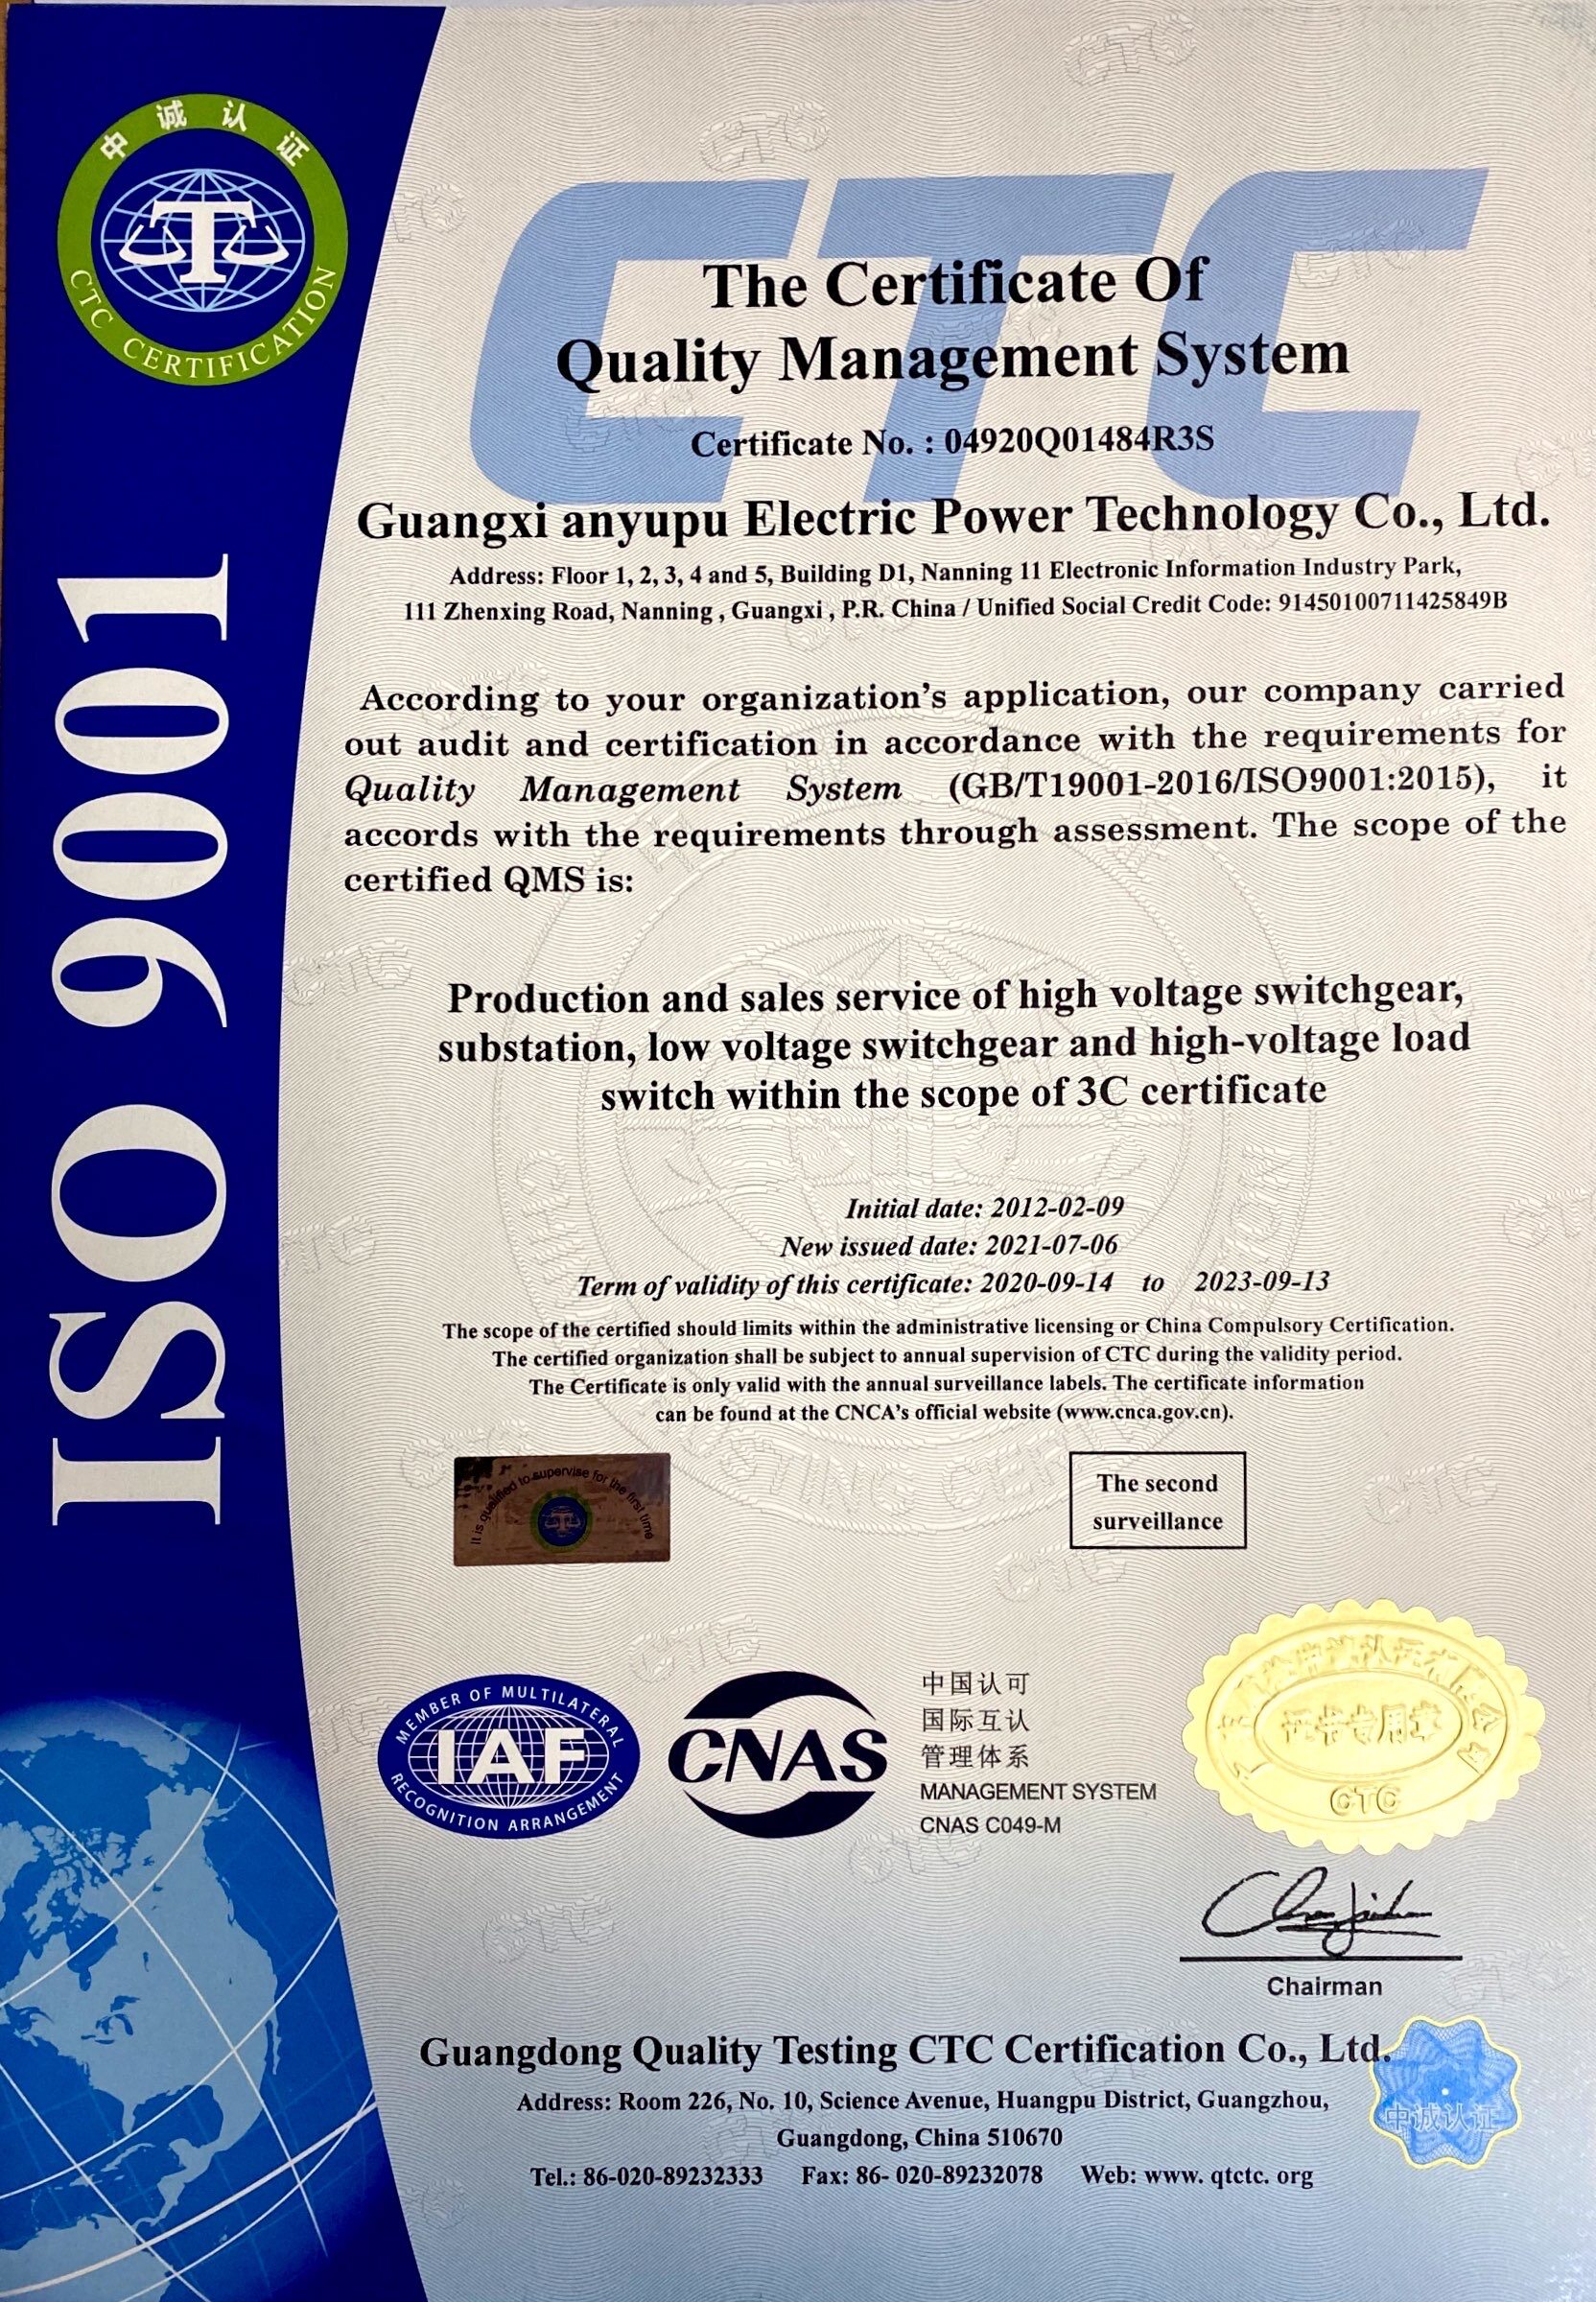 中诚认证
CTC CERTIFICATION
ISO 9001
CTC
The Certificate Of
Quality Management System
Certificate No. : 04920Q01484R3S
Guangxi anyupu Electric Power Technology Co., Ltd.
Address: Floor 1, 2, 3, 4 and 5, Building D1, Nanning 11 Electronic Information Industry Park,
111 Zhenxing Road, Nanning , Guangxi , P.R. China / Unified Social Credit Code: 91450100711425849B
According to your organization's application, our company carried
out audit and certification in accordance with the requirements for
Quality Management System (GB/T19001-2016/ISO9001:2015), it
accords with the requirements through assessment. The scope of the
certified QMS is:
Production and sales service of high voltage switchgear,
substation, low voltage switchgear and high-voltage load
switch within the scope of 3C certificate
Initial date: 2012-02-09
New issued date: 2021-07-06
Term of validity of this certificate: 2020-09-14 to 2023-09-13
The scope of the certified should limits within the administrative licensing or China Compulsory Certification.
The certified organization shall be subject to annual supervision of CTC during the validity period.
The Certificate is only valid with the annual surveillance labels. The certificate information
can be found at the CNCA's official website (www.cnca.gov.cn).
It is qualified to supervise for the first time
The second
surveillance
MEMBER OF MULTILATERAL
IAF
RECOGNITION ARRANGEMENT
CNAS
中国认可
国际互认
管理体系
MANAGEMENT SYSTEM
CNAS C049-M
证书专用章
CTC
Chairman
Guangdong Quality Testing CTC Certification Co., Ltd.
Address: Room 226, No. 10, Science Avenue, Huangpu District, Guangzhou,
Guangdong, China 510670
Tel.: 86-020-89232333 Fax: 86- 020-89232078 Web: www. qtctc. org
中诚认证